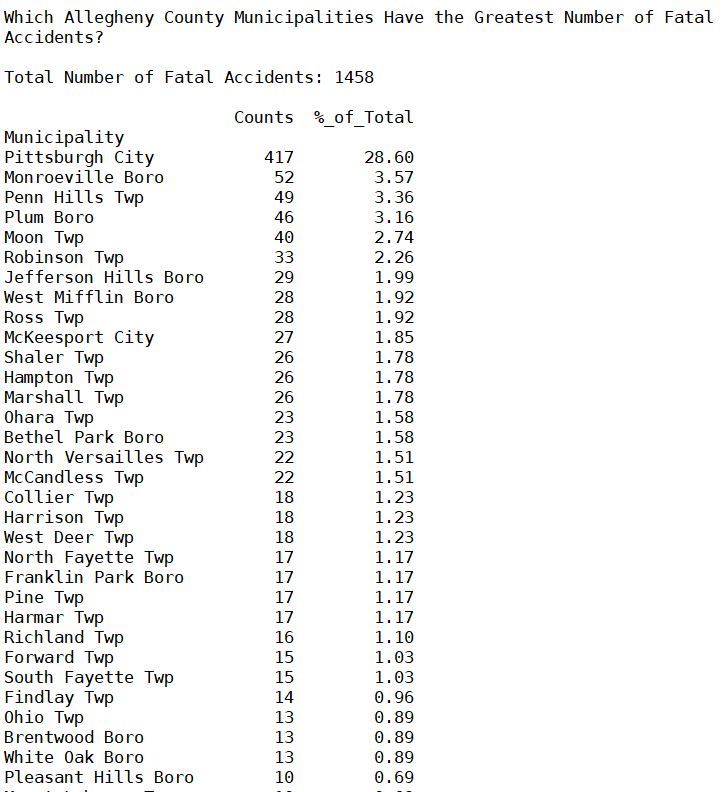 Which Allegheny County Municipalities Have the Greatest Number of Fatal
Accidents?
Total Number of Fatal Accidents: 1458
Counts %_of_Total
Municipality
Pittsburgh City 417 28.60
Monroeville Boro 52 3.57
Penn Hills Twp 49 3.36
Plum Boro 46 3.16
Moon Twp 40 2.74
Robinson Twp 33 2.26
Jefferson Hills Boro 29 1.99
West Mifflin Boro 28 1.92
Ross Twp 28 1.92
McKeesport City 27 1.85
Shaler Twp 26 1.78
Hampton Twp 26 1.78
Marshall Twp 26 1.78
Ohara Twp 23 1.58
Bethel Park Boro 23 1.58
North Versailles Twp 22 1.51
McCandless Twp 22 1.51
Collier Twp 18 1.23
Harrison Twp 18 1.23
West Deer Twp 18 1.23
North Fayette Twp 17 1.17
Franklin Park Boro 17 1.17
Pine Twp 17 1.17
Harmar Twp 17 1.17
Richland Twp 16 1.10
Forward Twp 15 1.03
South Fayette Twp 15 1.03
Findlay Twp 14 0.96
Ohio Twp 13 0.89
Brentwood Boro 13 0.89
White Oak Boro 13 0.89
Pleasant Hills Boro 10 0.69